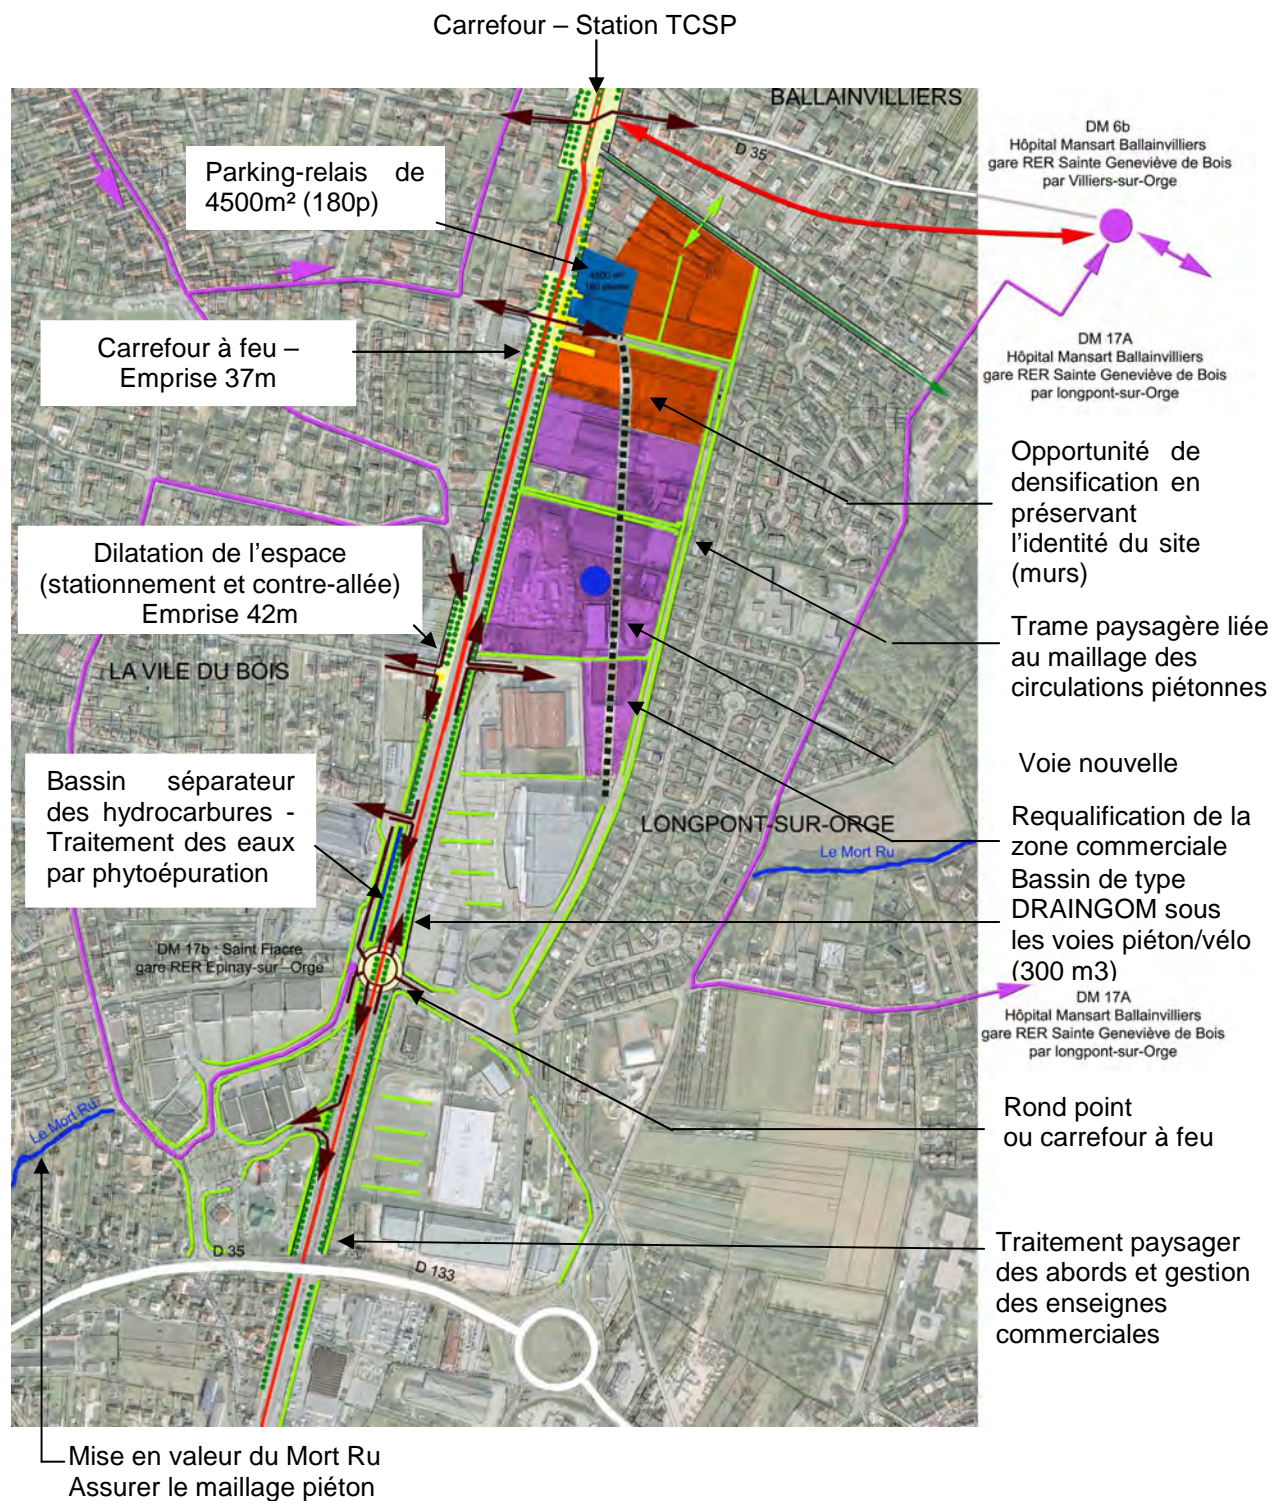 Carrefour – Station TCSP
BALLAINVILLIERS
D 35
DM 6b
Hôpital Mansart Ballainvilliers
gare RER Sainte Geneviève de Bois
par Villiers-sur-Orge
Parking-relais de
4500m² (180p)
4500 m²
180 places
Carrefour à feu –
Emprise 37m
DM 17A
Hôpital Mansart Ballainvilliers
gare RER Sainte Geneviève de Bois
par longpont-sur-Orge
Opportunité de
densification en
préservant
l'identité du site
(murs)
Dilatation de l'espace
(stationnement et contre-allée)
Emprise 42m
Trame paysagère liée
au maillage des
circulations piétonnes
LA VILE DU BOIS
Voie nouvelle
Bassin séparateur
des hydrocarbures -
Traitement des eaux
par phytoépuration
LONGPONT-SUR-ORGE
Le Mort Ru
Requalification de la
zone commerciale
Bassin de type
DRAINGOM sous
les voies piéton/vélo
(300 m3)
DM 17b : Saint Fiacre
gare RER Epinay-sur -Orge
DM 17A
Hôpital Mansart Ballainvilliers
gare RER Sainte Geneviève de Bois
par longpont-sur-Orge
Rond point
ou carrefour à feu
Le Mort Ru
Traitement paysager
des abords et gestion
des enseignes
commerciales
D 35
D 133
Mise en valeur du Mort Ru
Assurer le maillage piéton